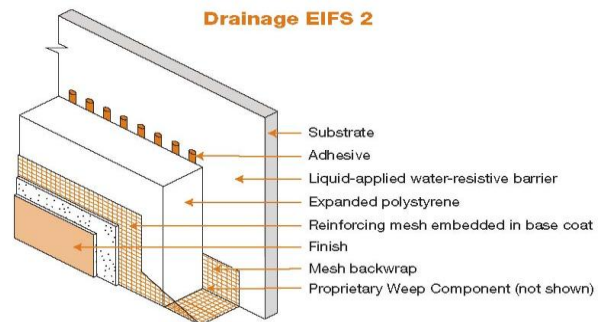 Drainage EIFS 2
Substrate
Adhesive
Liquid-applied water-resistive barrier
Expanded polystyrene
Reinforcing mesh embedded in base coat
Finish
Mesh backwrap
Proprietary Weep Component (not shown)